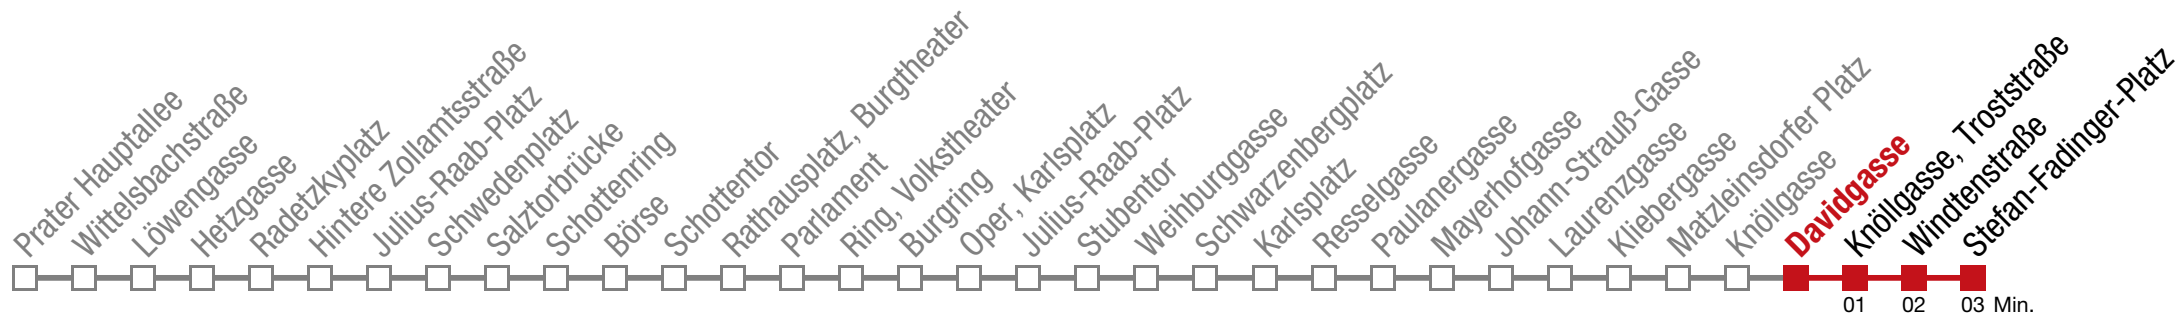 Prater Hauptallee
Wittelsbachstraße
Löwengasse
Hetzgasse
Radetzkyplatz
Hintere Zollamtsstraße
Julius-Raab-Platz
Schwedenplatz
Salztorbrücke
Schottenring
Börse
Schottentor
Rathausplatz, Burgtheater
Parlament
Ring, Volkstheater
Burgring
Oper, Karlsplatz
Julius-Raab-Platz
Stubentor
Weihburggasse
Schwarzenbergplatz
Karlsplatz
Resselgasse
Paulanergasse
Mayerhofgasse
Johann-Strauß-Gasse
Laurenzgasse
Kliebergasse
Matzleinsdorfer Platz
Knöllgasse
Davidgasse
Knöllgasse, Troststraße
Windtenstraße
Stefan-Fadinger-Platz
01 02 03 Min.